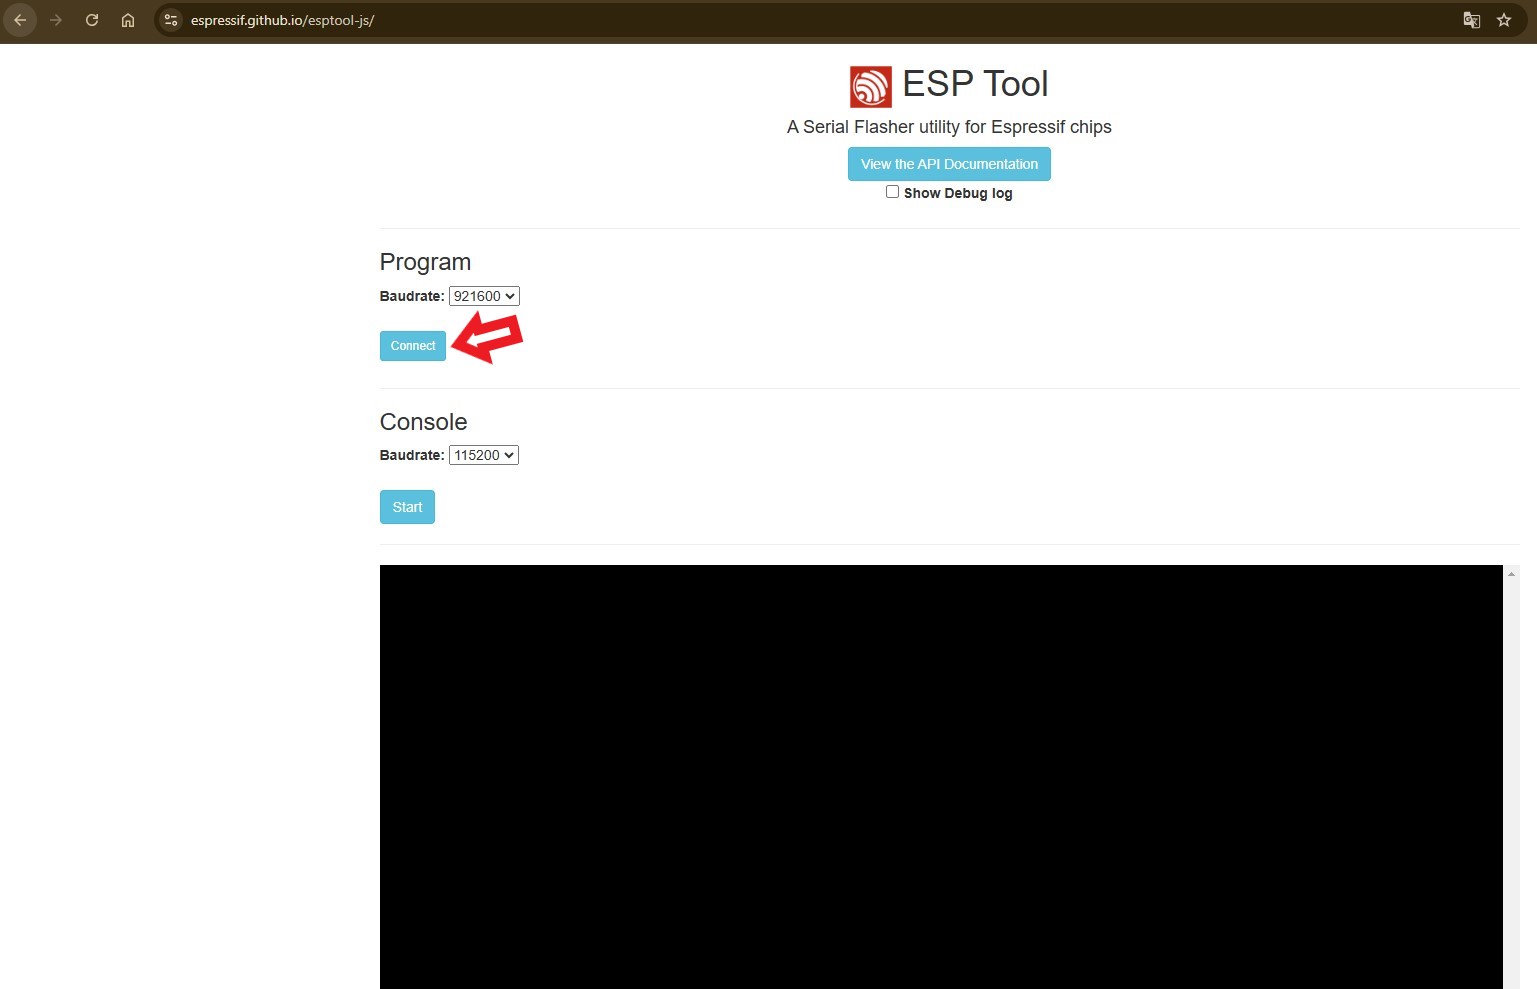 espressif.github.io/esptool-js/
ESP Tool
A Serial Flasher utility for Espressif chips
View the API Documentation
Show Debug log
Program
Baudrate: 921600
Connect
Console
Baudrate: 115200
Start